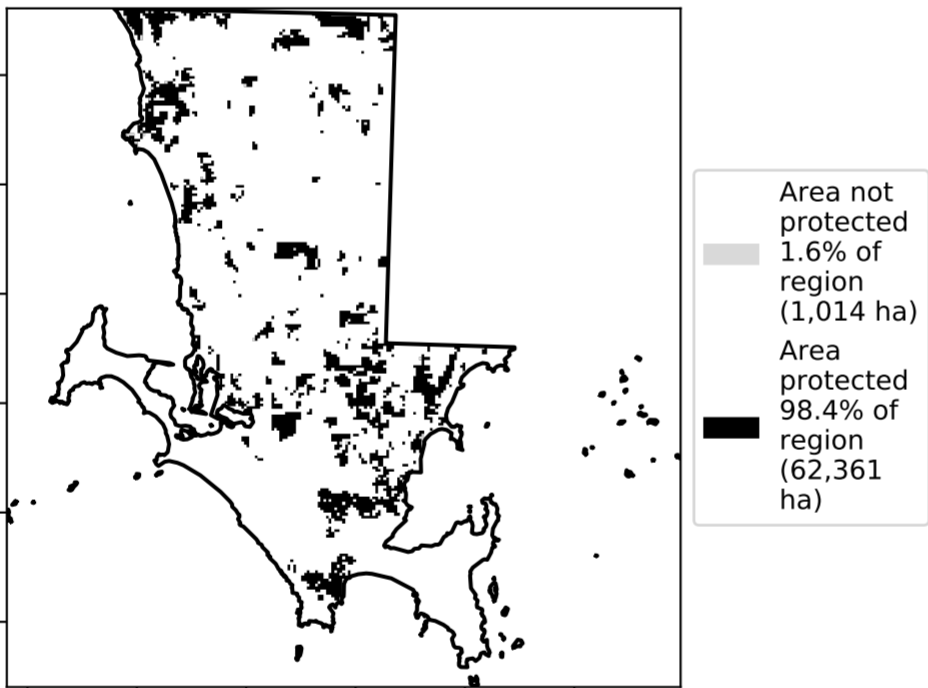 Area not
protected
1.6% of
region
(1,014 ha)
Area
protected
98.4% of
region
(62,361
ha)